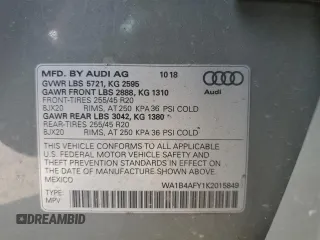 MFD. BY AUDI AG 10 18
GVWR LBS 5721, KG 2595
GAWR FRONT LBS 2888, KG 1310
FRONT-TIRES 255/45 R20
8JX20 RIMS, AT 250 KPA 36 PSI COLD
GAWR REAR LBS 3042, KG 1380
REAR-TIRES 255/45 R20
8JX20 RIMS, AT 250 KPA 36 PSI COLD
THIS VEHICLE CONFORMS TO ALL APPLICABLE
U.S. FEDERAL MOTOR VEHICLE SAFETY AND
THEFT PREVENTION STANDARDS IN EFFECT ON
THE DATE OF MANUFACTURE SHOWN ABOVE.
MEXICO WA1B4AFY1K2015849
TYPE:
MPV
Audi
DREAMBID